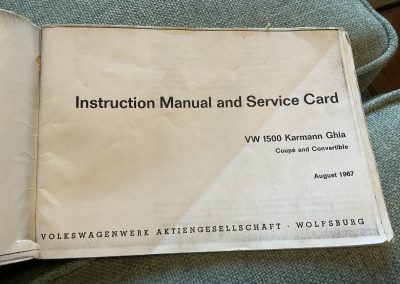 Instruction Manual and Service Card
VW 1500 Karmann Ghia
Coupé and Convertible
August 1967
VOLKSWAGENWERK AKTIENGESELLSCHAFT · WOLFSBURG